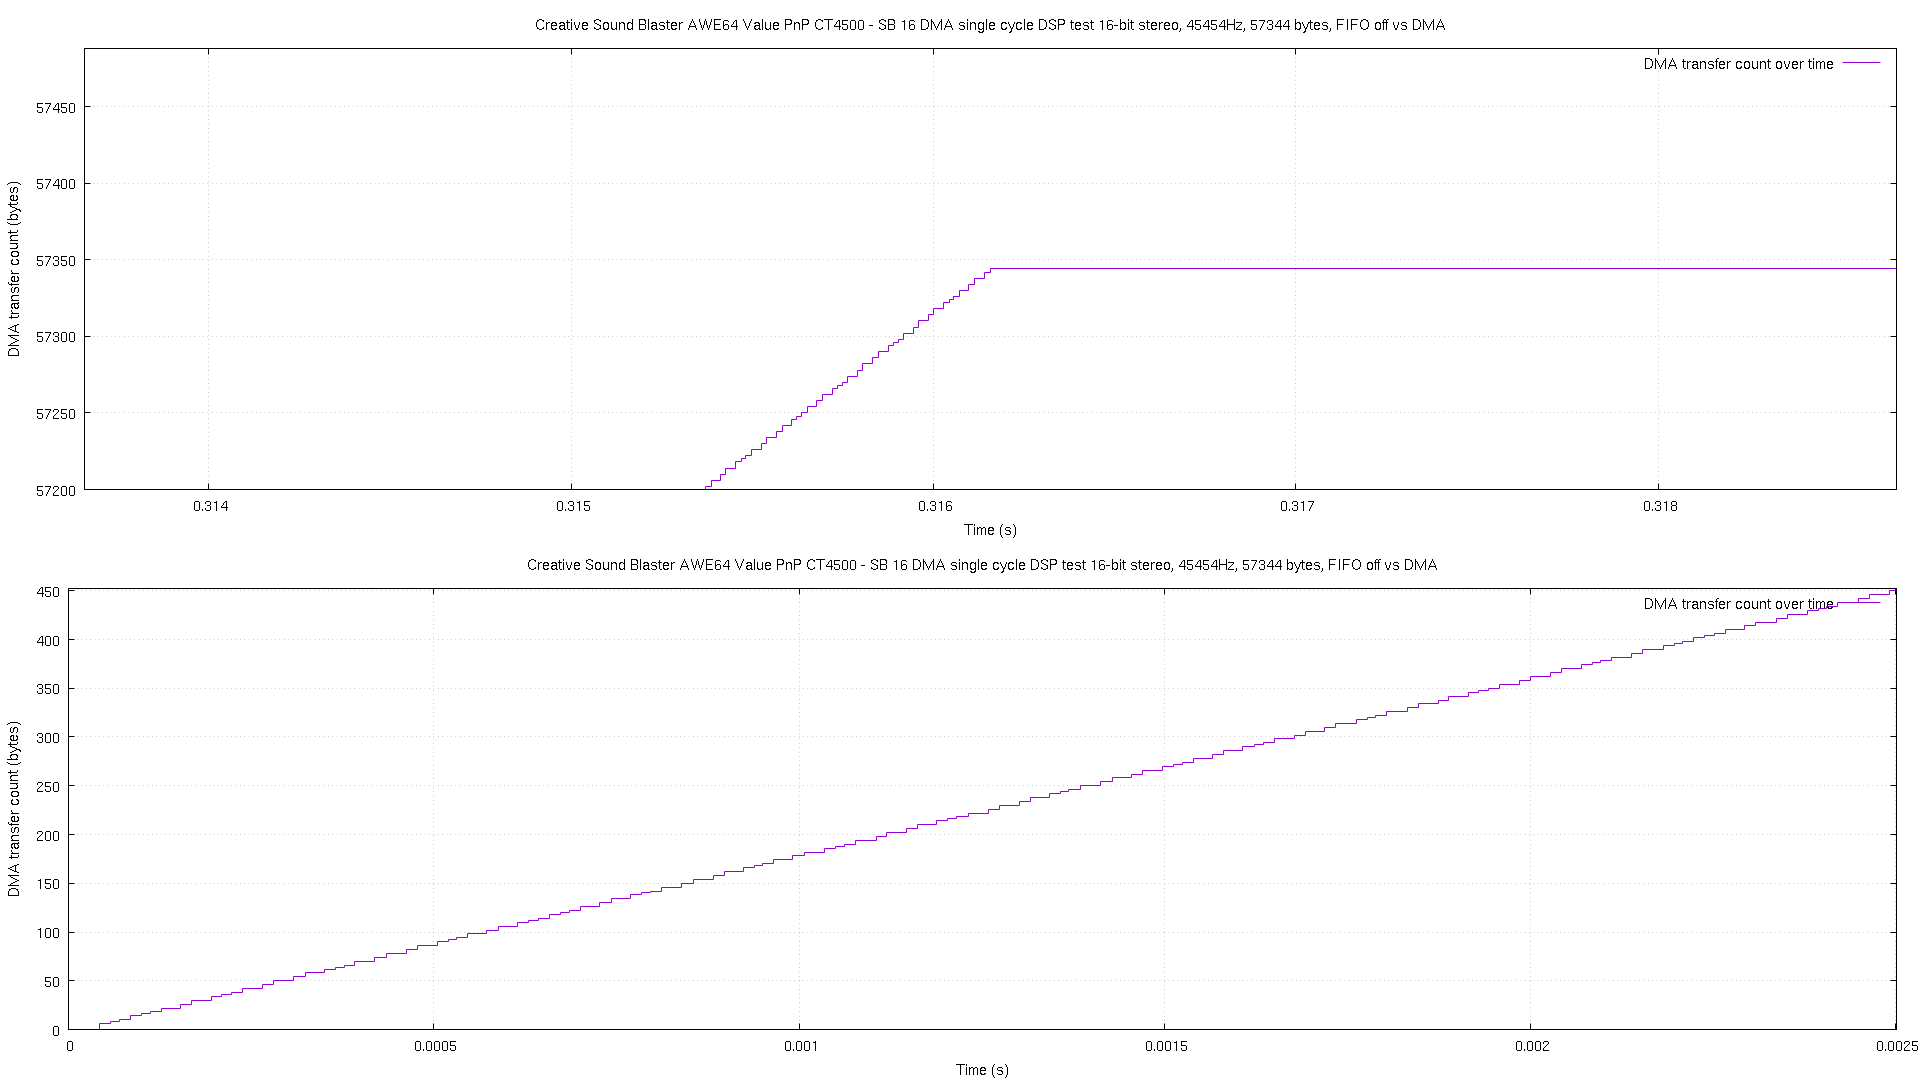 Creative Sound Blaster AWE64 Value PnP CT4500 - SB 16 DMA single cycle DSP test 16-bit stereo, 45454Hz, 57344 bytes, FIFO off vs DMA
DMA transfer count over time
57450
57400
57350
57300
57250
57200
DMA transfer count (bytes)
0.314 0.315 0.316 0.317 0.318
Time (s)
Creative Sound Blaster AWE64 Value PnP CT4500 - SB 16 DMA single cycle DSP test 16-bit stereo, 45454Hz, 57344 bytes, FIFO off vs DMA
DMA transfer count over time
450
400
350
300
250
200
150
100
50
0
DMA transfer count (bytes)
0 0.0005 0.001 0.0015 0.002 0.0025
Time (s)